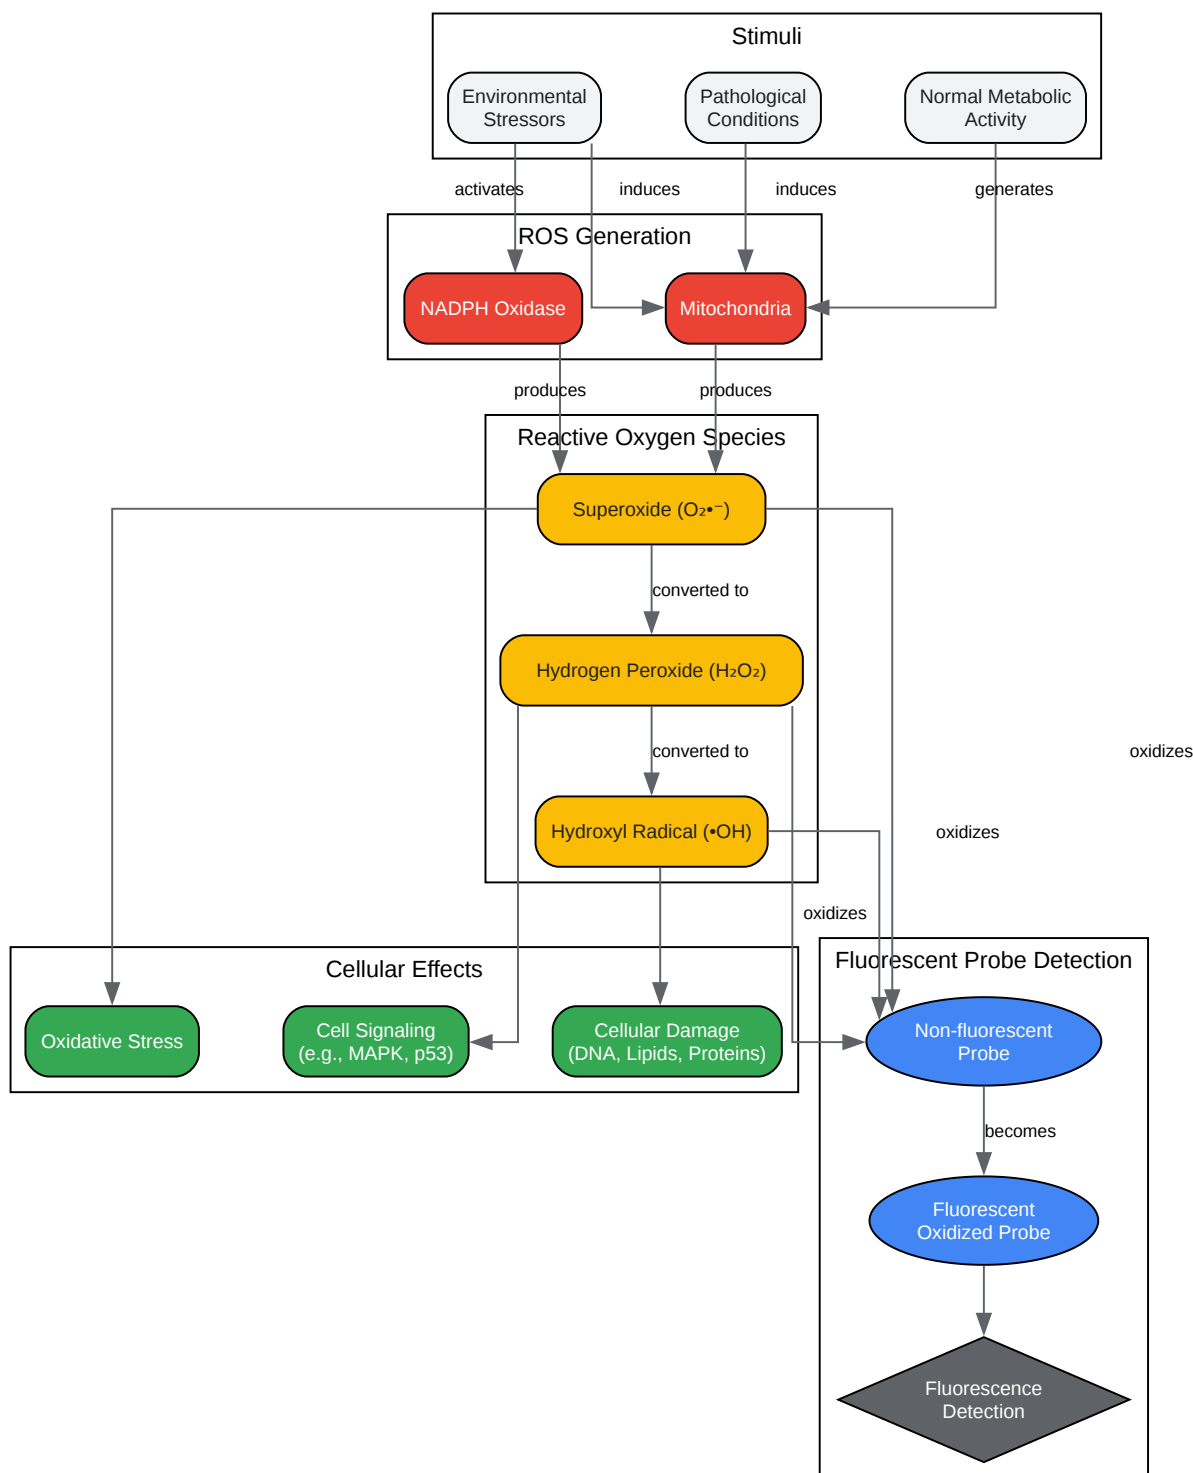 Stimuli
Environmental
Stressors
Pathological
Conditions
Normal Metabolic
Activity
activates
induces
induces
generates
ROS Generation
NADPH Oxidase
Mitochondria
produces
produces
Reactive Oxygen Species
Superoxide (O₂•⁻)
converted to
Hydrogen Peroxide (H₂O₂)
converted to
oxidizes
Hydroxyl Radical (•OH)
oxidizes
oxidizes
Cellular Effects
Oxidative Stress
Cell Signaling
(e.g., MAPK, p53)
Cellular Damage
(DNA, Lipids, Proteins)
Fluorescent Probe Detection
Non-fluorescent
Probe
becomes
Fluorescent
Oxidized Probe
Fluorescence
Detection